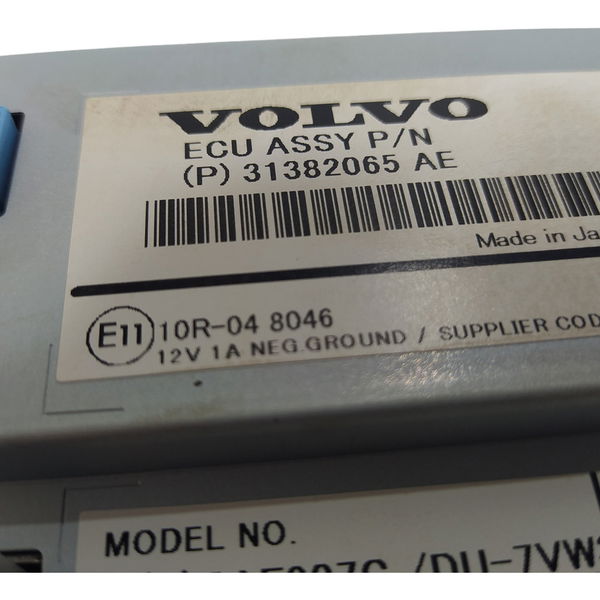 VOLVO
ECU ASSY P/N
(P) 31382065 AE
Made in
E11 10R-04 8046
12V 1A NEG.GROUND / SUPPLIER
MODEL NO.